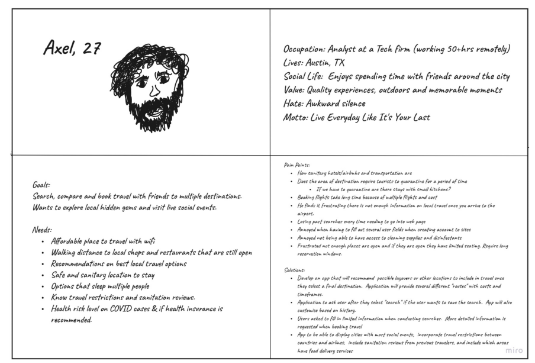 Axel, 27
Occupation: Analyst at a Tech firm (working 50+hrs remotely)
Lives: Austin, TX
Social Life: Enjoys spending time with friends around the city
Value: Quality experiences, outdoors and memorable moments
Hate: Awkward silence
Motto: Live Everyday Like It's Your Last
Goals:
Search, compare and book travel with friends to multiple destinations.
Wants to explore local hidden gems and visit live social events.
Needs:
• Affordable place to travel with wifi
• Walking distance to local shops and restaurants that are still open
• Recommendations on best local travel options
• Safe and sanitary location to stay
• Options that sleep multiple people
• Know travel restrictions and sanitation reviews.
• Health risk level on COVID cases & if health insurance is
recommended.
Pain Points:
• How sanitary hotels/airbnbs and transportation are
• Does the area of destination require tourists to quarantine for a period of time
• If we have to quarantine are there stays with small kitchens?
• Booking flights take long time because of multiple flights and cost
• He finds it frustrating there is not enough information on local travel once you arrive to the
airport.
• Losing past searches every time needing to go into web page
• Annoyed when having to fill out several user fields when creating account to sites
• Annoyed not being able to have access to cleaning supplies and disinfectants
• Frustrated not enough places are open and if they are open they have limited seating. Require long
reservation windows.
Solutions:
• Develop an app that will recommend possible layovers or other locations to include in travel once
they select a final destination. Application will provide several different "routes" with costs and
timeframes.
• Application to ask user after they select "search" if the user wants to save the search. App will also
customize based on history.
• Users asked to fill in limited information when conducting searches. More detailed information is
requested when booking travel
• App to be able to display cities with most social events, incorporate travel restrictions between
countries and airlines, include sanitation reviews from previous travelers, and include which areas
have food delivery services
miro